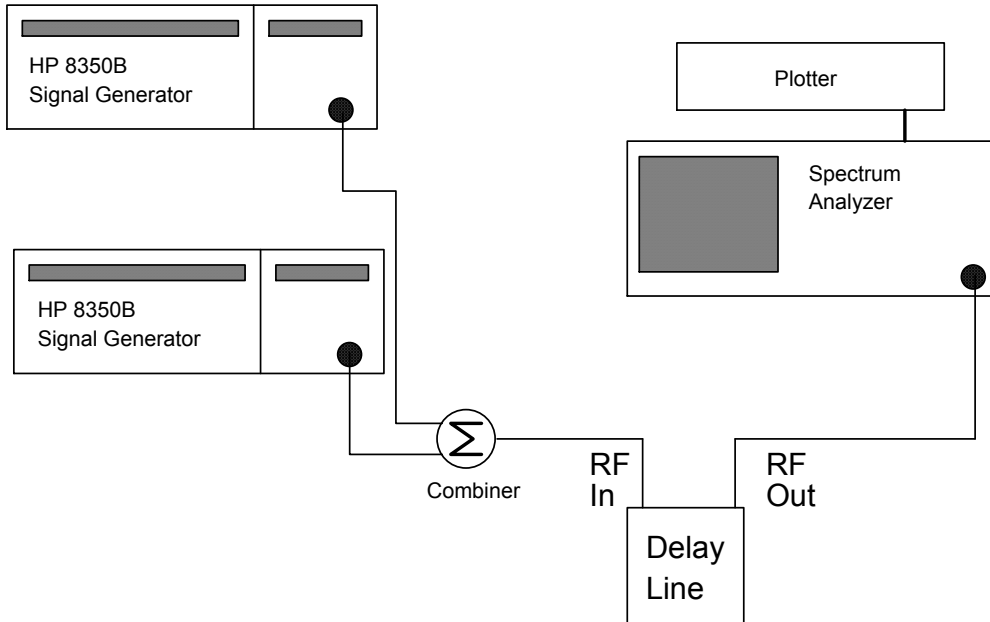 HP 8350B
Signal Generator
Plotter
Spectrum
Analyzer
HP 8350B
Signal Generator
Σ
Combiner
RF
In
RF
Out
Delay
Line